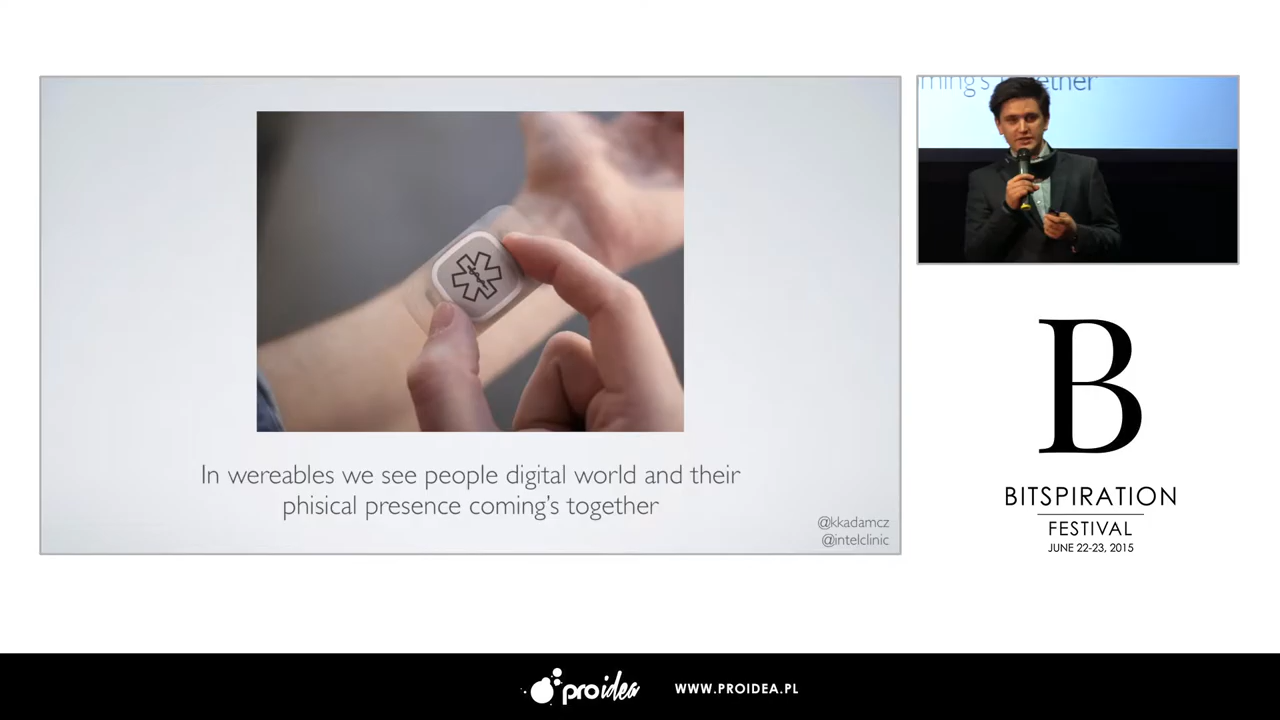 In wereables we see people digital world and their
phisical presence coming's together
@kkadamcz
@intelclinic
ming's together
B
BITSPIRATION
FESTIVAL
JUNE 22-23, 2015
proidea
WWW.PROIDEA.PL